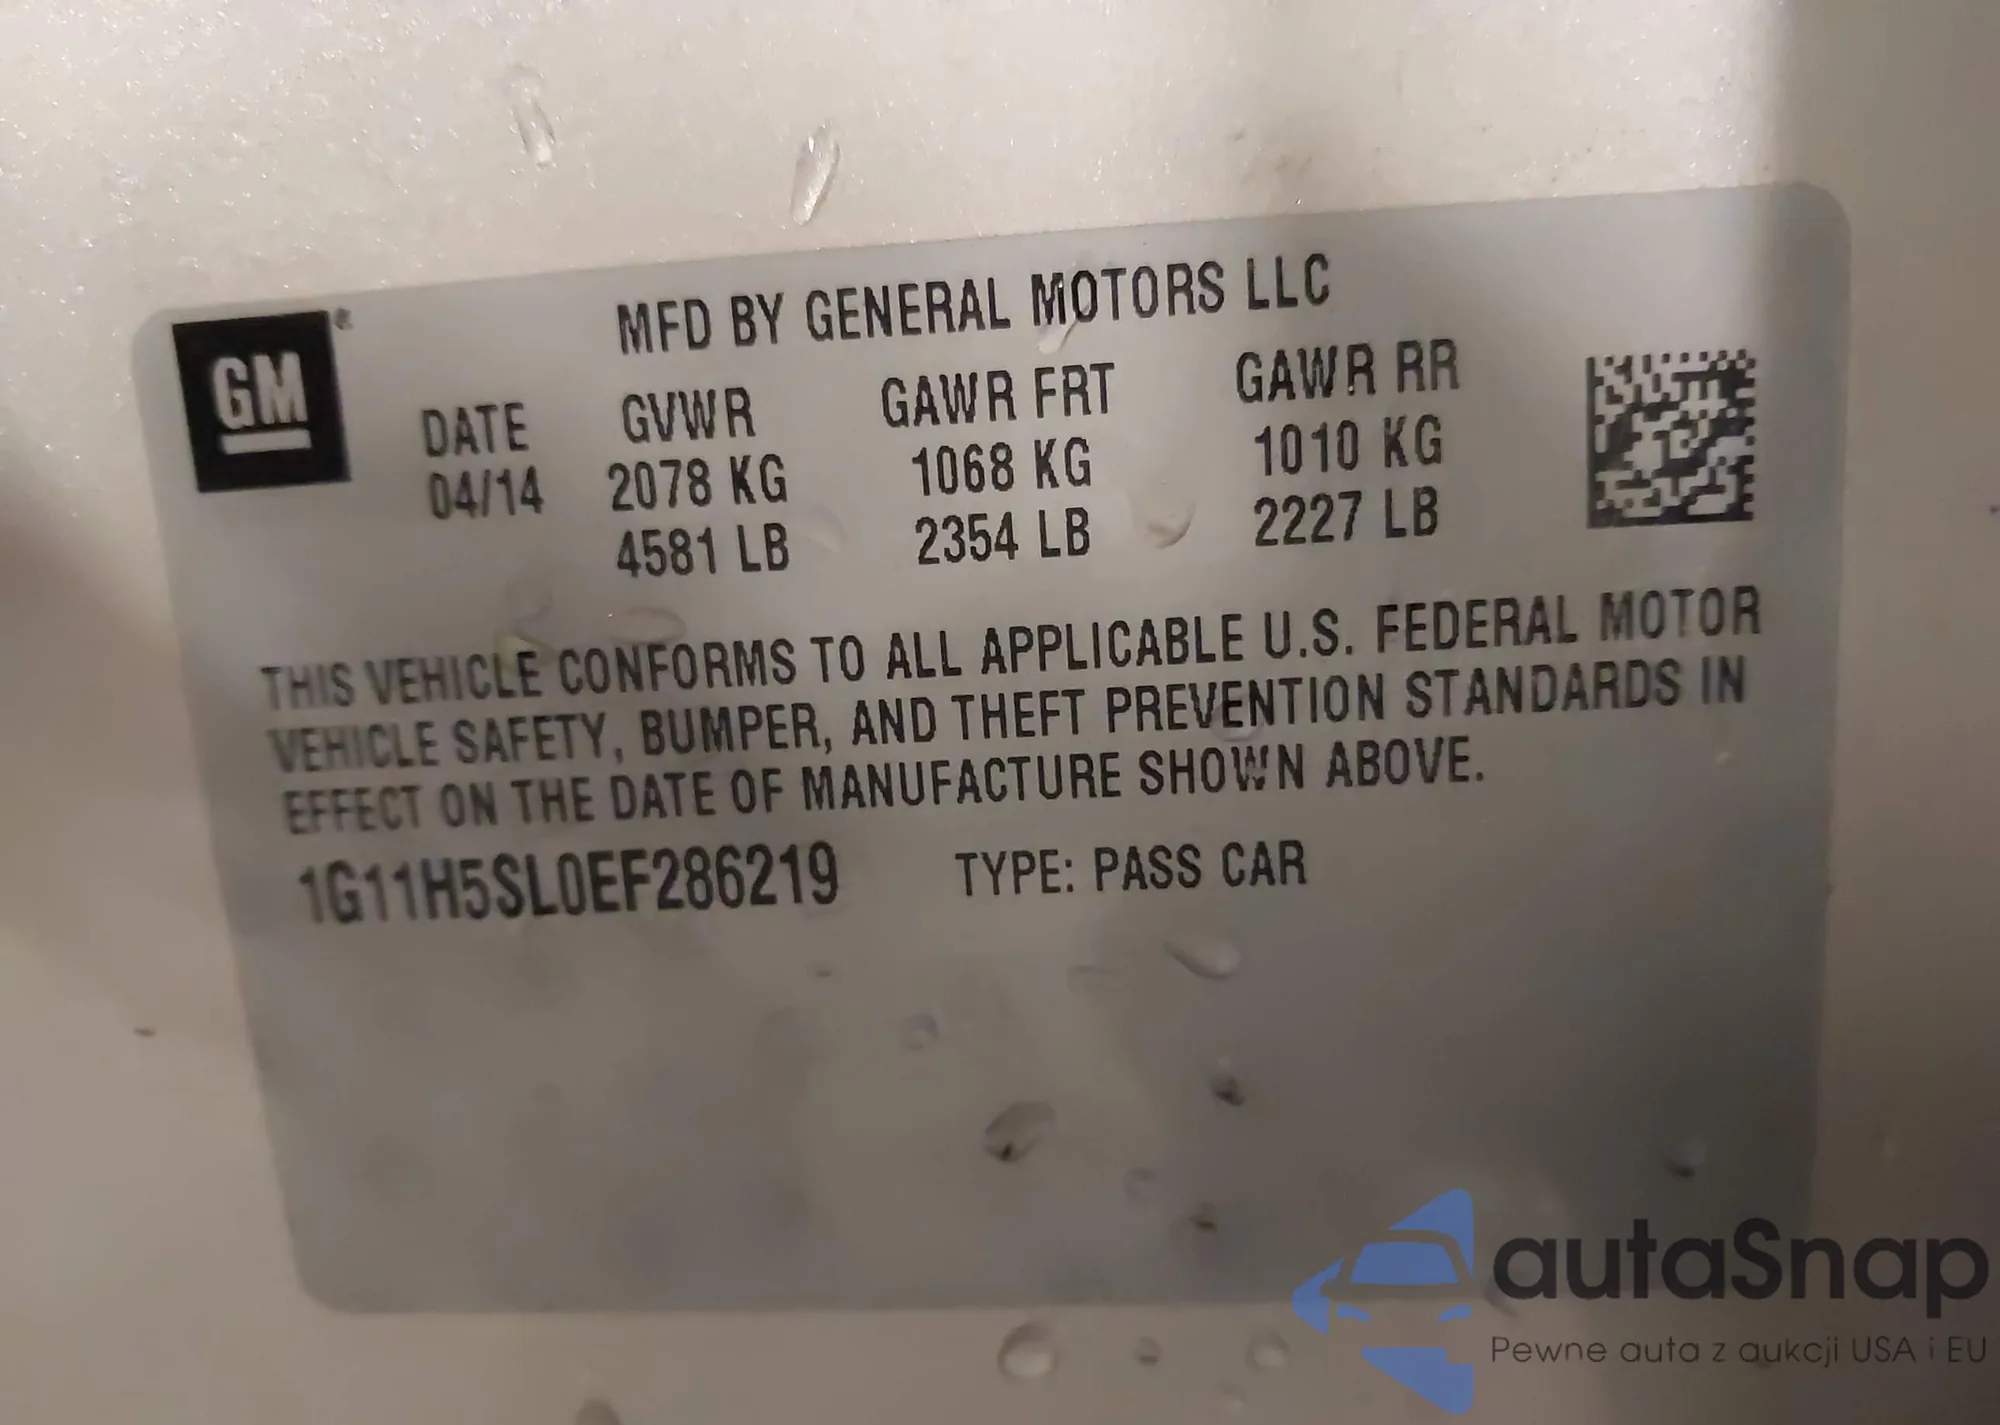 GM
MFD BY GENERAL MOTORS LLC
DATE GVWR GAWR FRT GAWR RR
04/14 2078 KG 1068 KG 1010 KG
4581 LB 2354 LB 2227 LB
THIS VEHICLE CONFORMS TO ALL APPLICABLE U.S. FEDERAL MOTOR
VEHICLE SAFETY, BUMPER, AND THEFT PREVENTION STANDARDS IN
EFFECT ON THE DATE OF MANUFACTURE SHOWN ABOVE.
1G11H5SL0EF286219 TYPE: PASS CAR
autaSnap
Pewne auta z aukcji USA i EU